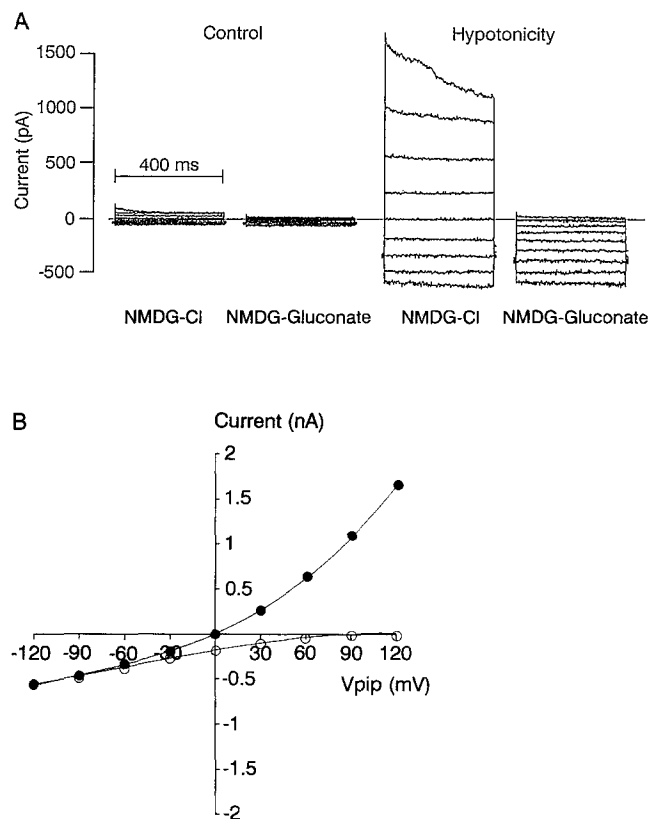 A
Control
Hypotonicity
Current (pA)
1500
1000
500
0
-500
400 ms
NMDG-Cl
NMDG-Gluconate
NMDG-Cl
NMDG-Gluconate
B
Current (nA)
2
1.5
1
0.5
-120 -90 -60 -30 0 30 60 90 120
Vpip (mV)
-0.5
-1
-1.5
-2